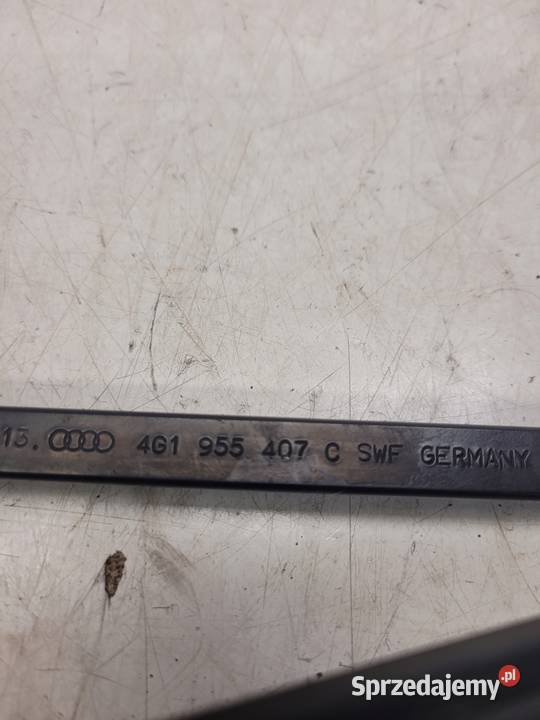 15. 4G1 955 407 C SWF GERMANY
Sprzedajemy.pl